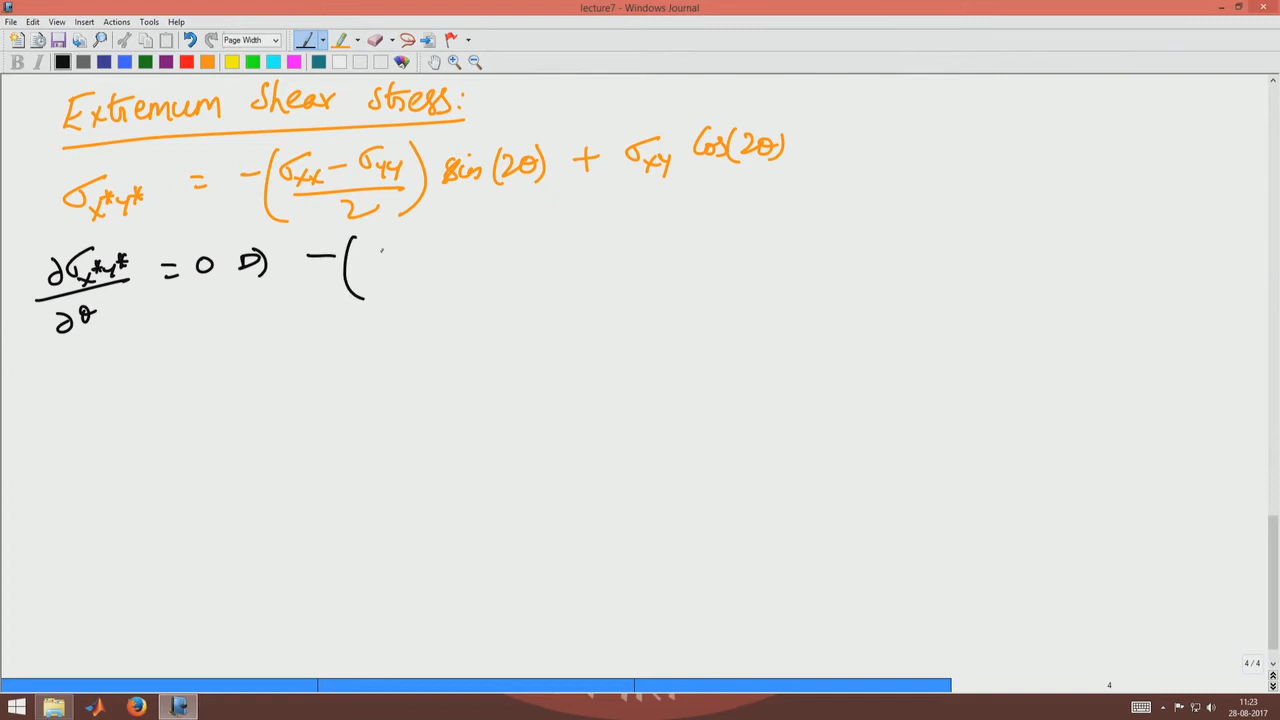 lecture7 - Windows Journal
File Edit View Insert Actions Tools Help
Page Width
B I
Extremum Shear Stress:
σx*y* = -(σxx - σyy / 2) sin(2θ) + σxy Cos(2θ)
∂σx*y* / ∂θ = 0 ⇒ -(
4/4
4
11:23
28-08-2017